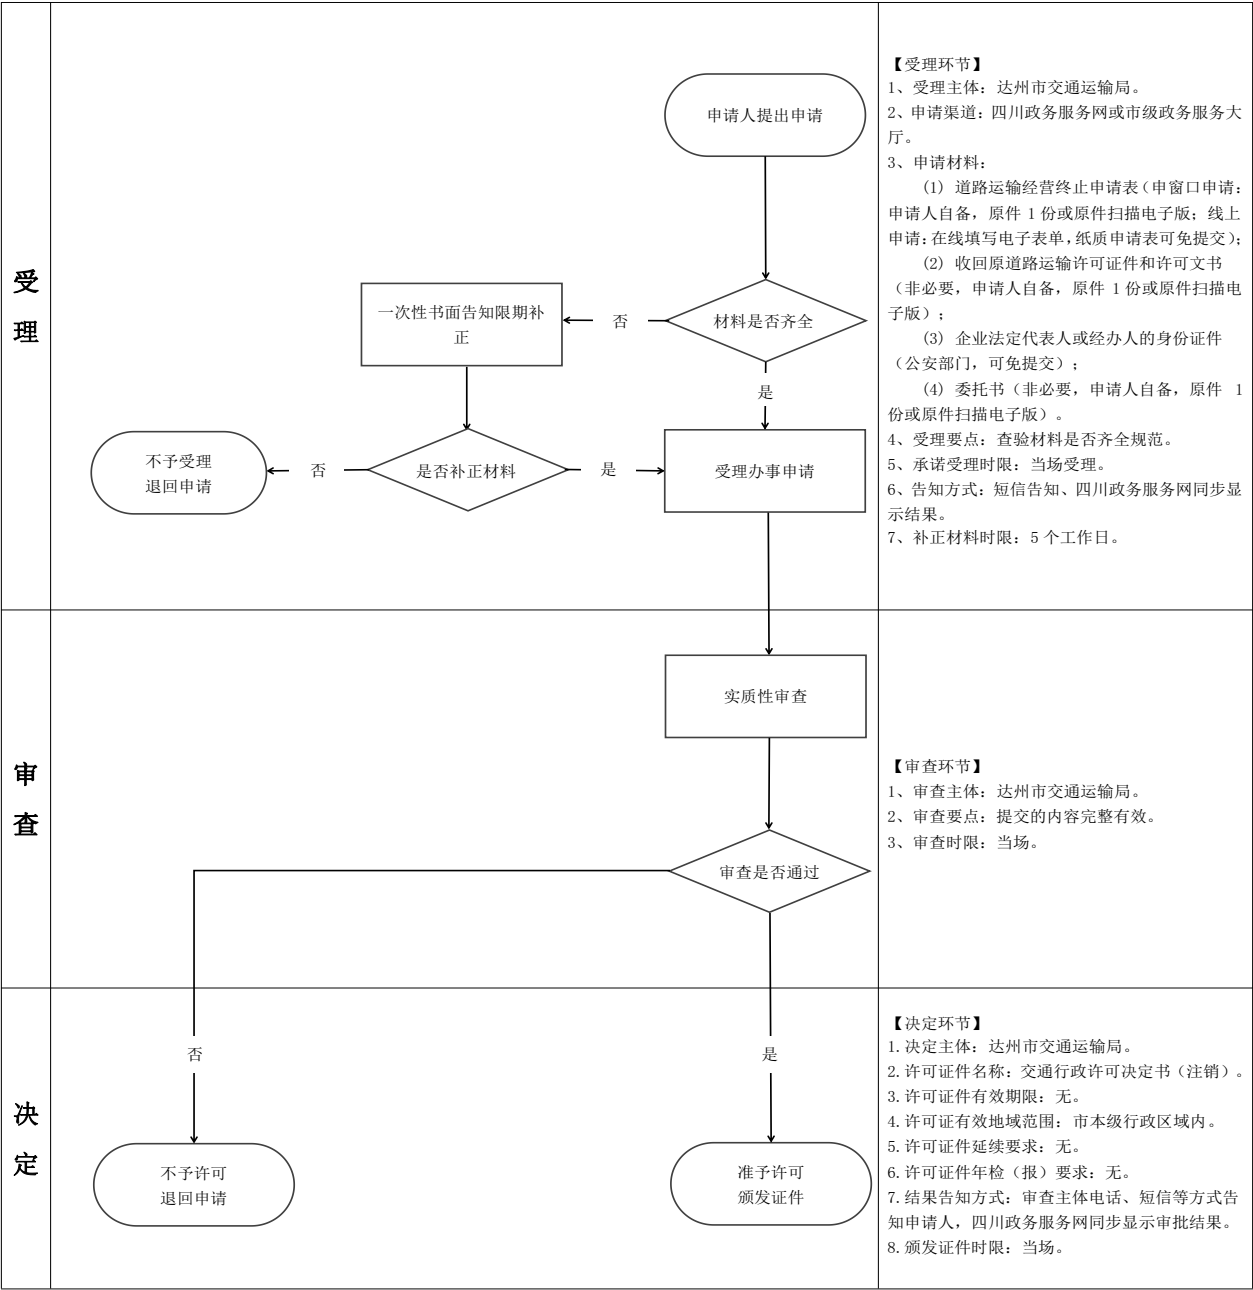 受
理
申请人提出申请
材料是否齐全
否
一次性书面告知限期补
正
是
是否补正材料
否
不予受理
退回申请
是
受理办事申请
【受理环节】
1、受理主体：达州市交通运输局。
2、申请渠道：四川政务服务网或市级政务服务大
厅。
3、申请材料：
（1）道路运输经营终止申请表（申窗口申请：
申请人自备，原件 1 份或原件扫描电子版；线上
申请：在线填写电子表单，纸质申请表可免提交）；
（2）收回原道路运输许可证件和许可文书
（非必要，申请人自备，原件 1 份或原件扫描电
子版）；
（3）企业法定代表人或经办人的身份证件
（公安部门，可免提交）；
（4）委托书（非必要，申请人自备，原件 1
份或原件扫描电子版）。
4、受理要点：查验材料是否齐全规范。
5、承诺受理时限：当场受理。
6、告知方式：短信告知、四川政务服务网同步显
示结果。
7、补正材料时限：5 个工作日。
审
查
实质性审查
审查是否通过
【审查环节】
1、审查主体：达州市交通运输局。
2、审查要点：提交的内容完整有效。
3、审查时限：当场。
决
定
否
是
不予许可
退回申请
准予许可
颁发证件
【决定环节】
1.决定主体：达州市交通运输局。
2.许可证件名称：交通行政许可决定书（注销）。
3.许可证件有效期限：无。
4.许可证有效地域范围：市本级行政区域内。
5.许可证件延续要求：无。
6.许可证件年检（报）要求：无。
7.结果告知方式：审查主体电话、短信等方式告
知申请人，四川政务服务网同步显示审批结果。
8.颁发证件时限：当场。